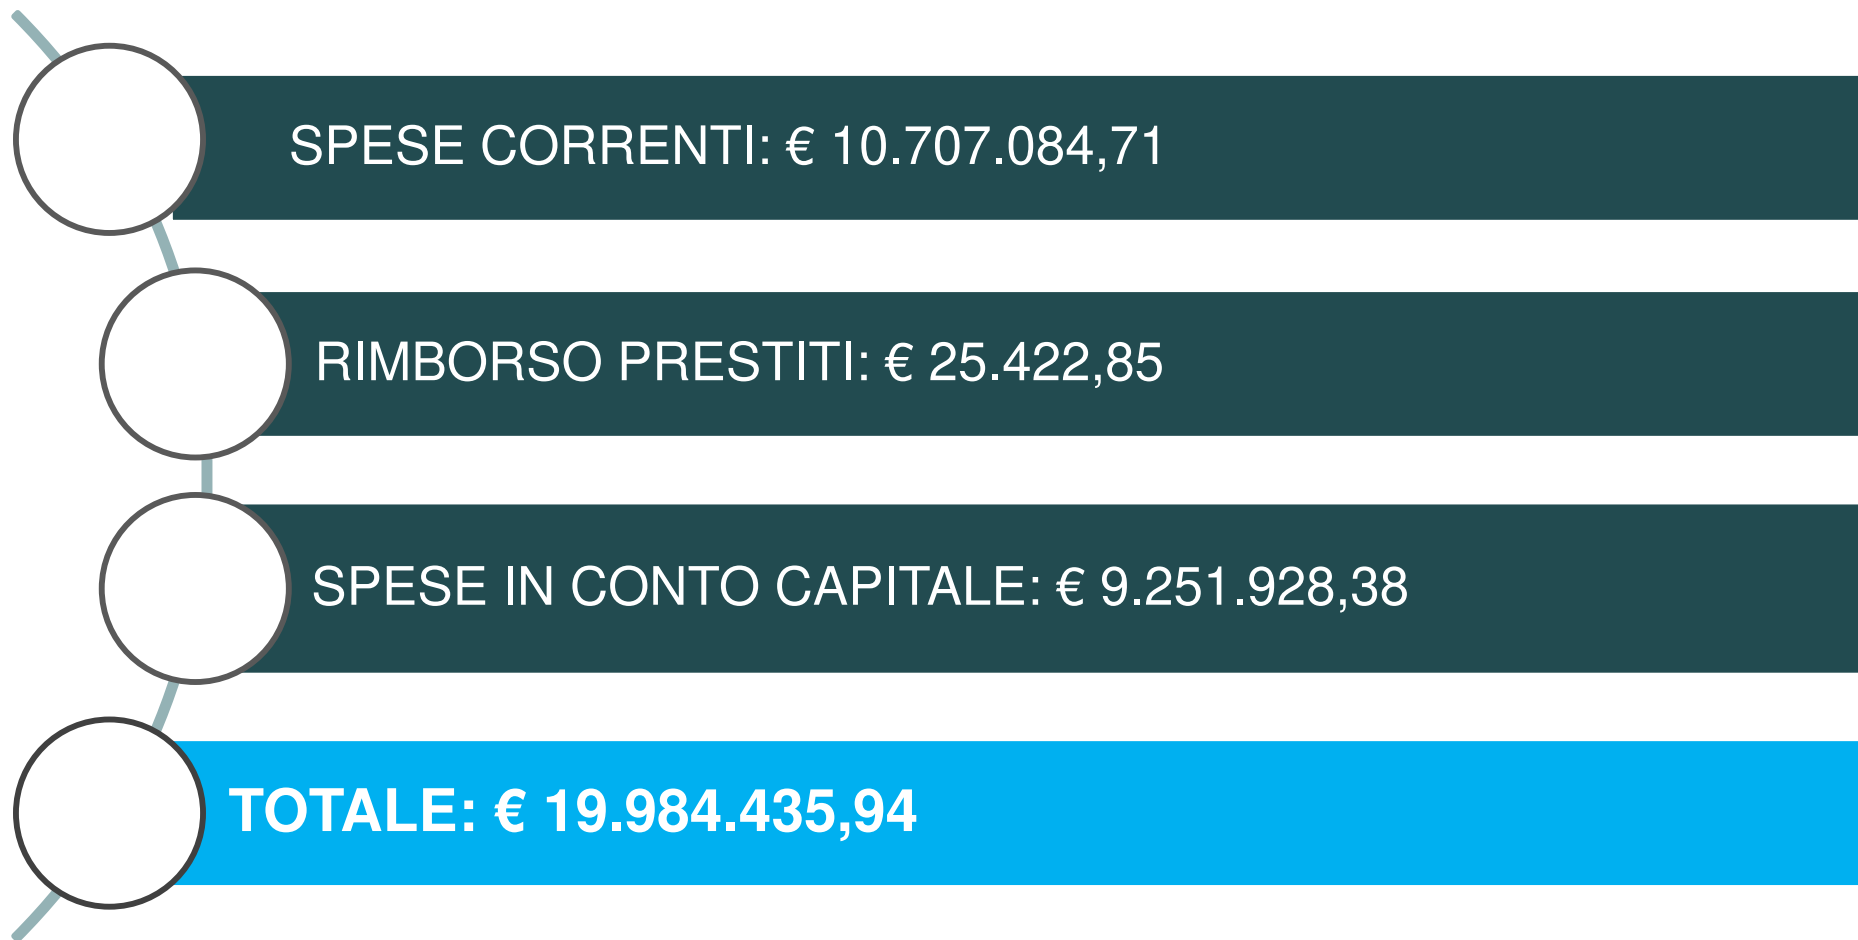 SPESE CORRENTI: € 10.707.084,71
RIMBORSO PRESTITI: € 25.422,85
SPESE IN CONTO CAPITALE: € 9.251.928,38
TOTALE: € 19.984.435,94